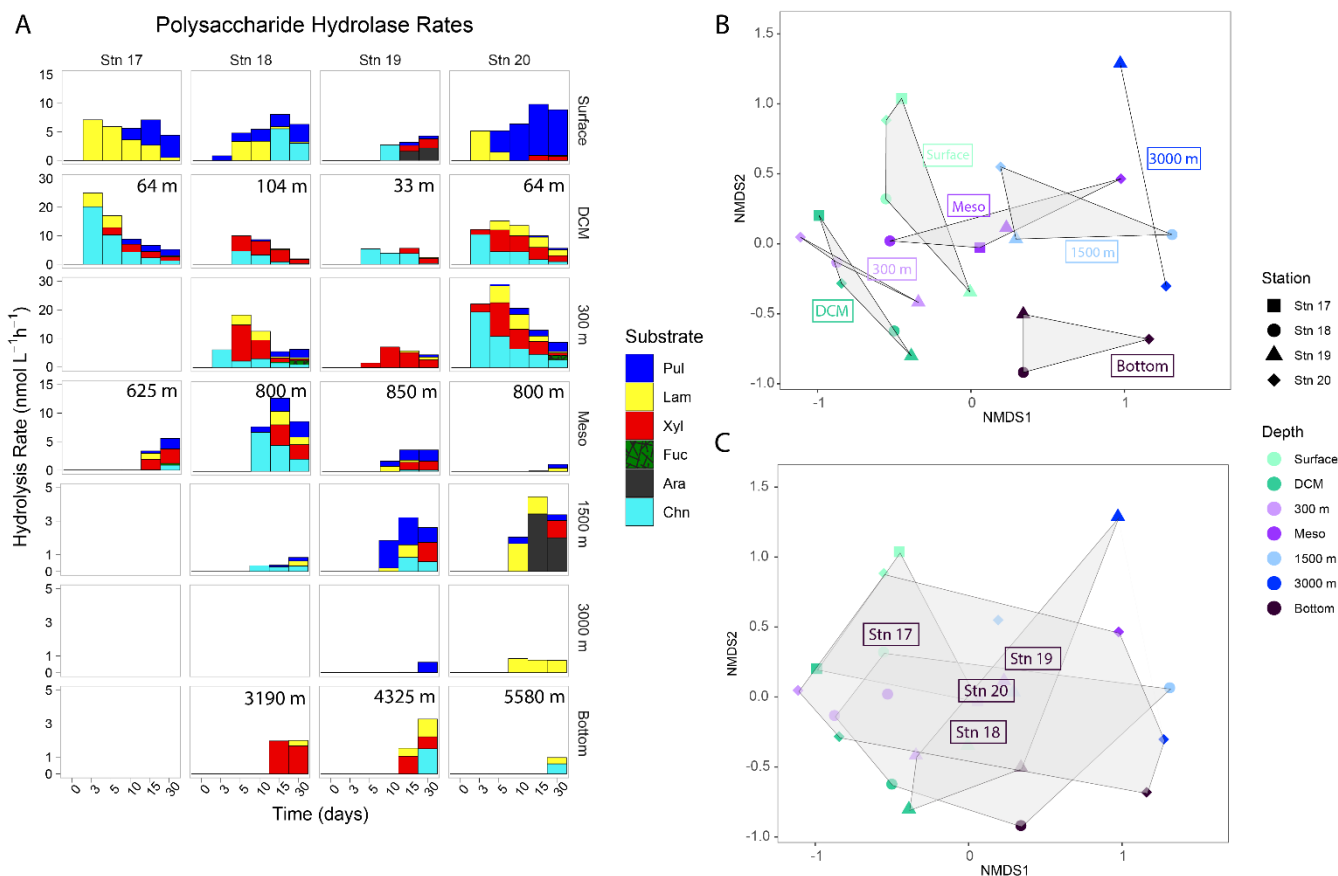 A
Polysaccharide Hydrolase Rates
Stn 17
Stn 18
Stn 19
Stn 20
15
10
5
0
Surface
30
20
10
0
64 m
104 m
33 m
64 m
DCM
30
20
10
0
300 m
15
10
5
0
625 m
800 m
850 m
800 m
Meso
5
3
1
0
1500 m
5
3
1
0
3000 m
5
3
1
0
3190 m
4325 m
5580 m
Bottom
0 3 5 10 15 30
0 3 5 10 15 30
0 3 5 10 15 30
0 3 5 10 15 30
Time (days)
Hydrolysis Rate (nmol L⁻¹h⁻¹)
Substrate
Pul
Lam
Xyl
Fuc
Ara
Chn
B
1.5
1.0
0.5
0.0
-0.5
-1.0
NMDS2
Surface
3000 m
Meso
1500 m
300 m
DCM
Bottom
-1
0
1
NMDS1
C
1.5
1.0
0.5
0.0
-0.5
-1.0
NMDS2
Stn 17
Stn 19
Stn 20
Stn 18
-1
0
1
NMDS1
Station
Stn 17
Stn 18
Stn 19
Stn 20
Depth
Surface
DCM
300 m
Meso
1500 m
3000 m
Bottom